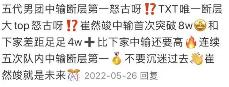 五代男团中输断层第一怒古呀⁉️TXT唯一断层
大top怒古呀⁉️崔然竣中输首次突破8w👑和
下家差距足足4w➕比下家中输还要高🔥连续
五次队内中输断层第一🥇不要沉迷过去👋崔
然竣就是未来🎊 2022-05-26 回复